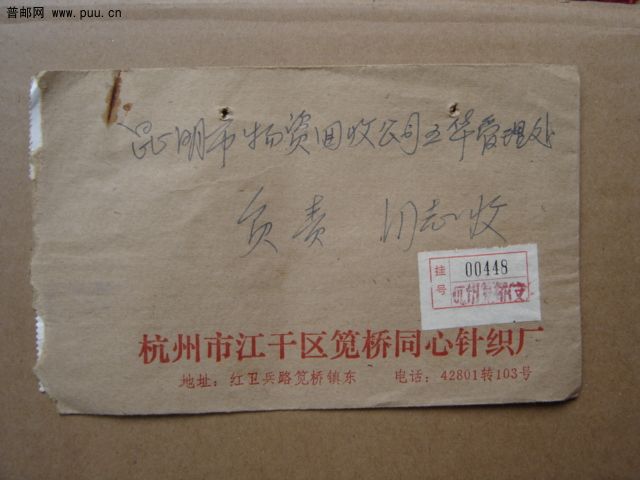 普邮网 www.puu.cn
昆明市物资回收公司五华管理处
负责 同志收
挂号 00448
杭州市江干区笕桥同心针织厂
地址：红卫兵路笕桥镇东 电话：42801转103号